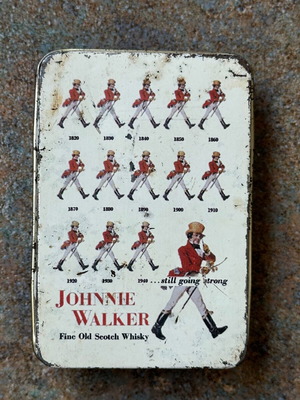 1820 1830 1840 1850 1860
1870 1880 1890 1900 1910
1920 1930 1940 ...still going strong
JOHNNIE
WALKER
Fine Old Scotch Whisky